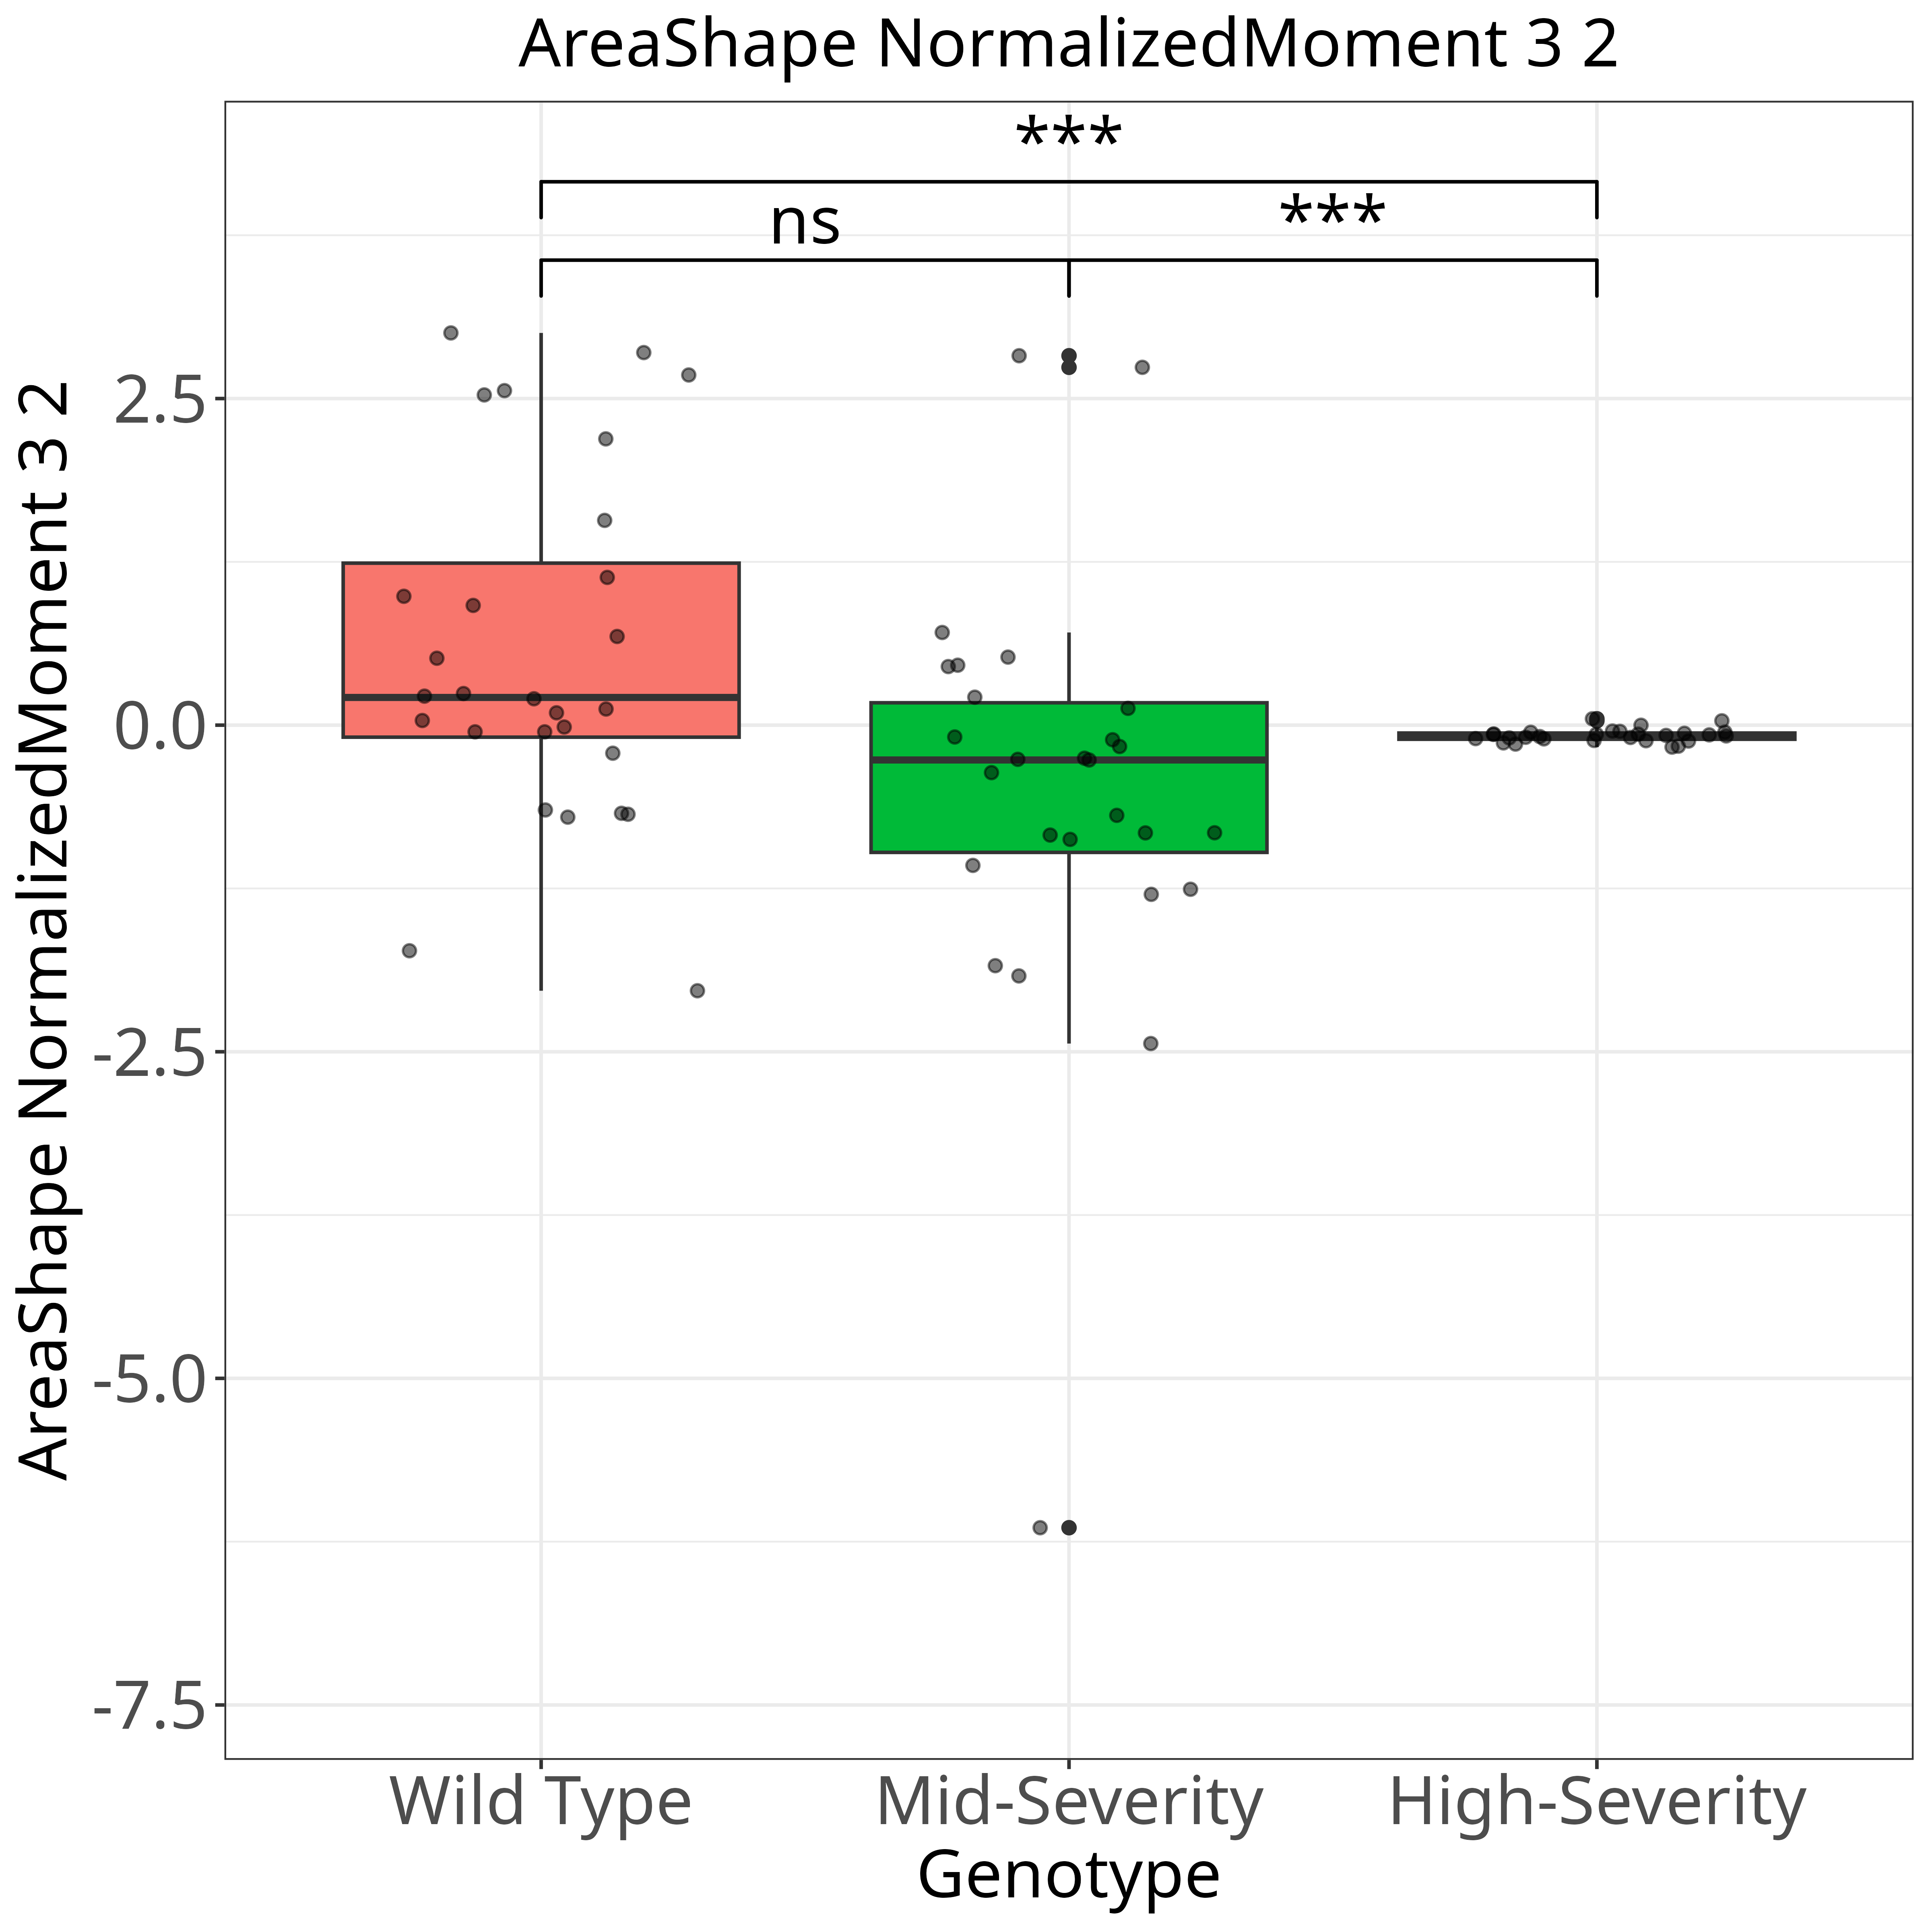 AreaShape NormalizedMoment 3 2
***
ns
***
AreaShape NormalizedMoment 3 2
2.5
0.0
-2.5
-5.0
-7.5
Wild Type
Mid-Severity
High-Severity
Genotype